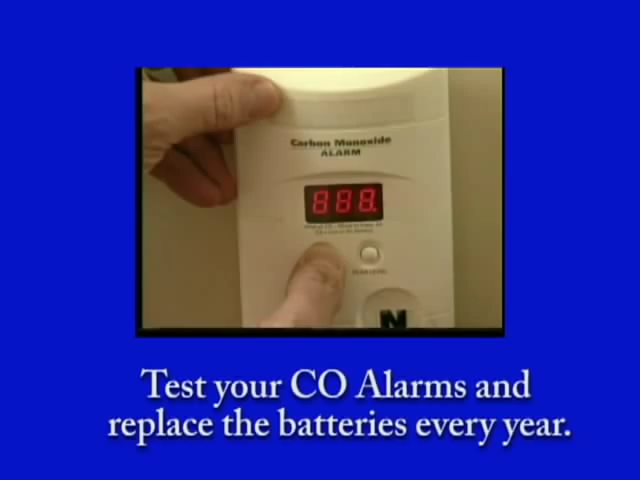 Carbon Monoxide
ALARM
888.
N
Test your CO Alarms and
replace the batteries every year.